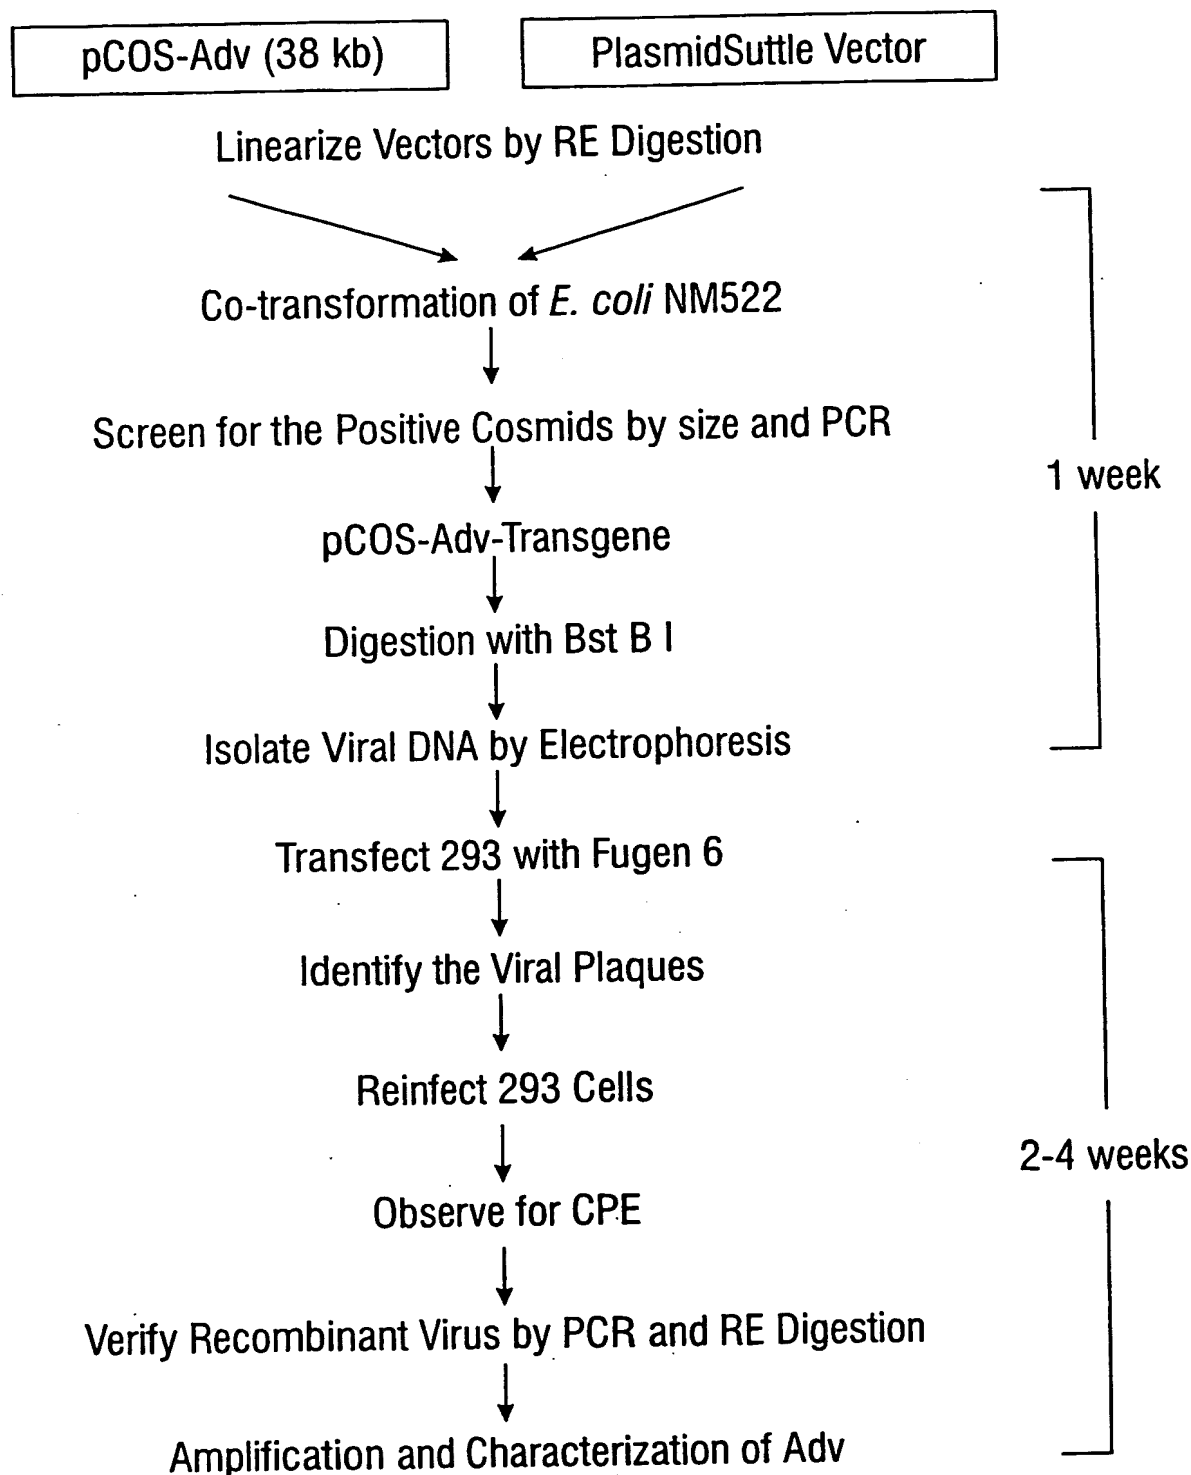 pCOS-Adv (38 kb)
PlasmidSuttle Vector
Linearize Vectors by RE Digestion
Co-transformation of E. coli NM522
Screen for the Positive Cosmids by size and PCR
1 week
pCOS-Adv-Transgene
Digestion with Bst B I
Isolate Viral DNA by Electrophoresis
Transfect 293 with Fugen 6
Identify the Viral Plaques
Reinfect 293 Cells
2-4 weeks
Observe for CPE
Verify Recombinant Virus by PCR and RE Digestion
Amplification and Characterization of Adv